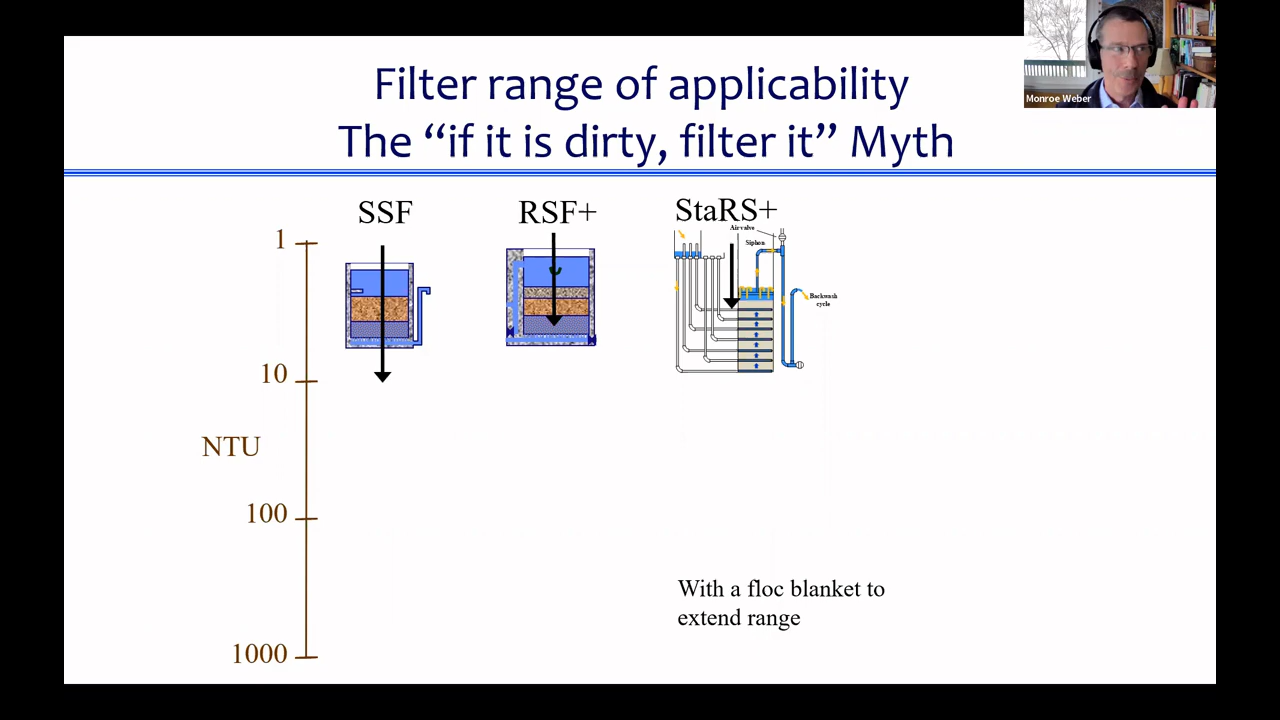 Filter range of applicability
The “if it is dirty, filter it” Myth
Monroe Weber
SSF
RSF+
StaRS+
Air valve
Siphon
Backwash
cycle
1
10
NTU
100
1000
With a floc blanket to
extend range